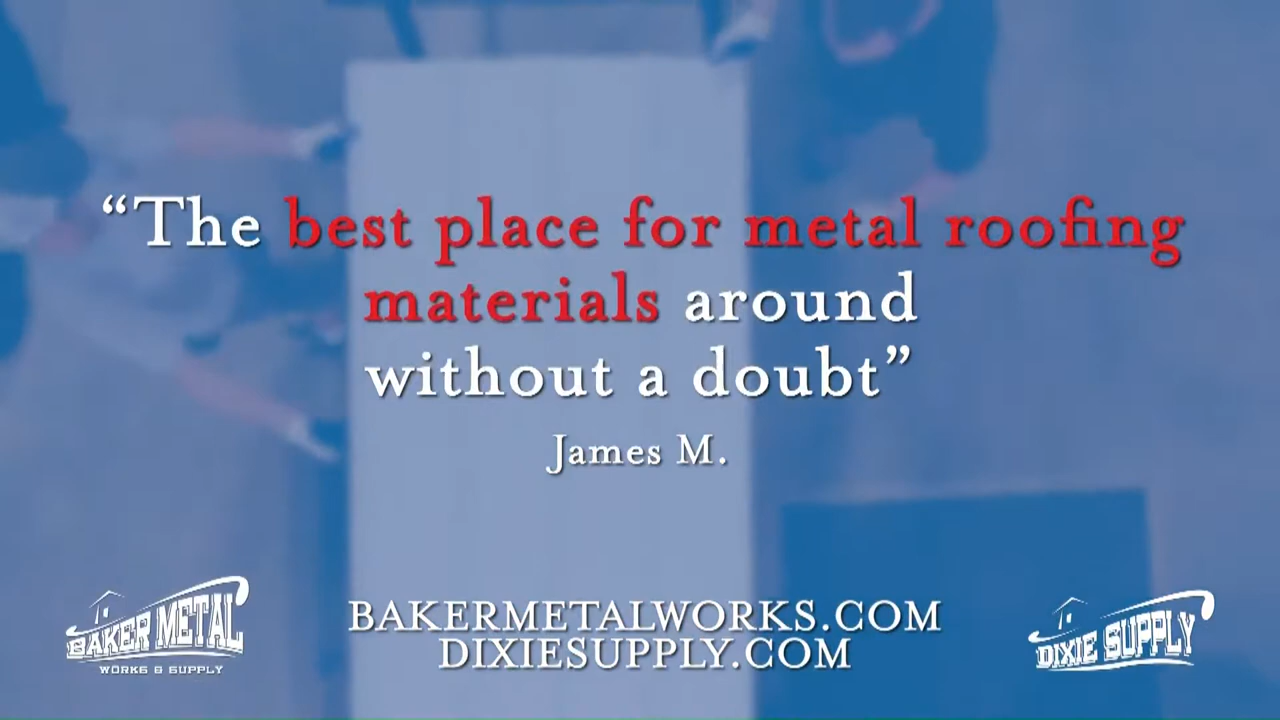 “The best place for metal roofing
materials around
without a doubt”
James M.
BAKER METAL
WORKS & SUPPLY
BAKERMETALWORKS.COM
DIXIESUPPLY.COM
DIXIE SUPPLY